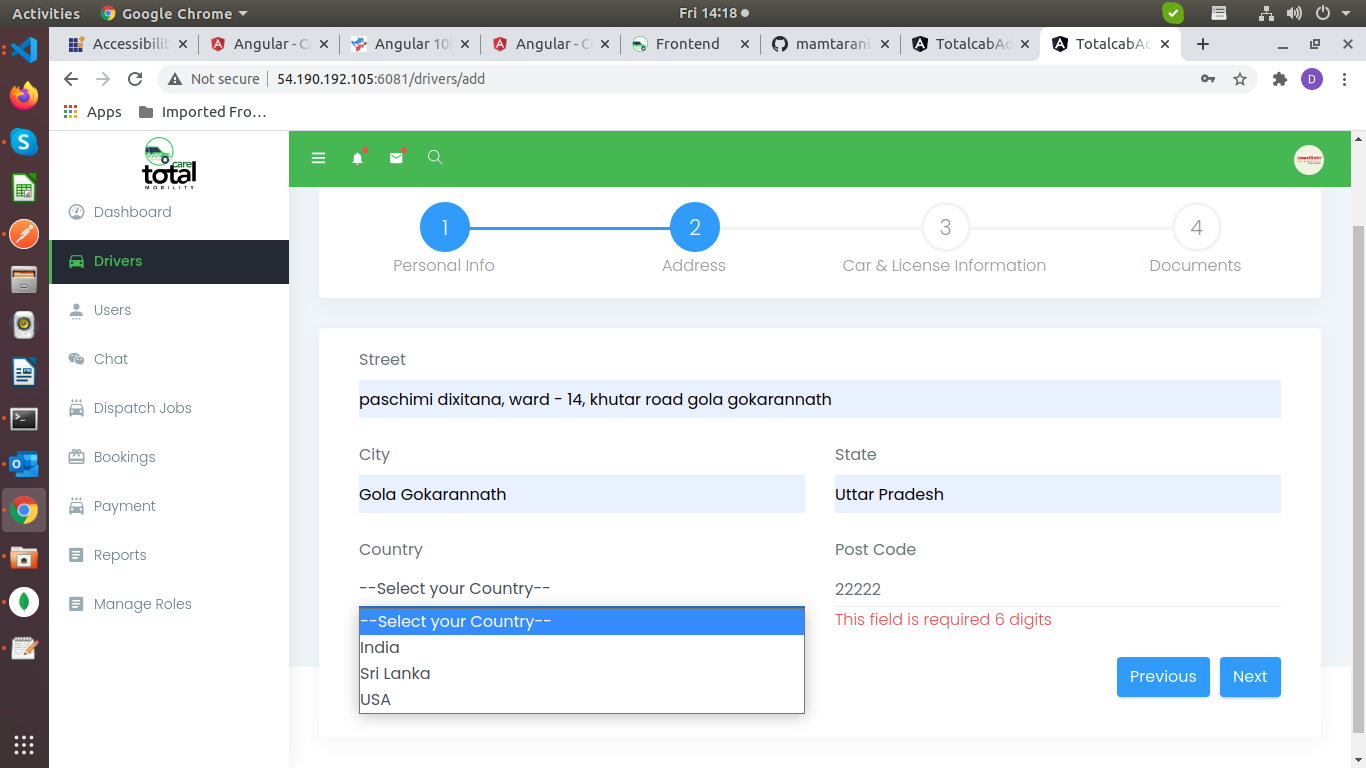 Activities
Google Chrome
Fri 14:18
Accessibilit
Angular - Cr
Angular 10
Angular - C
Frontend
mamtarani
TotalcabAd
TotalcabAd
Not secure
54.190.192.105:6081/drivers/add
D
Apps
Imported Fro...
care
total
MOBILITY
Dashboard
Drivers
Users
Chat
Dispatch Jobs
Bookings
Payment
Reports
Manage Roles
1
2
3
4
Personal Info
Address
Car & License Information
Documents
Street
paschimi dixitana, ward - 14, khutar road gola gokarannath
City
State
Gola Gokarannath
Uttar Pradesh
Country
Post Code
--Select your Country--
22222
--Select your Country--
This field is required 6 digits
India
Sri Lanka
USA
Previous
Next